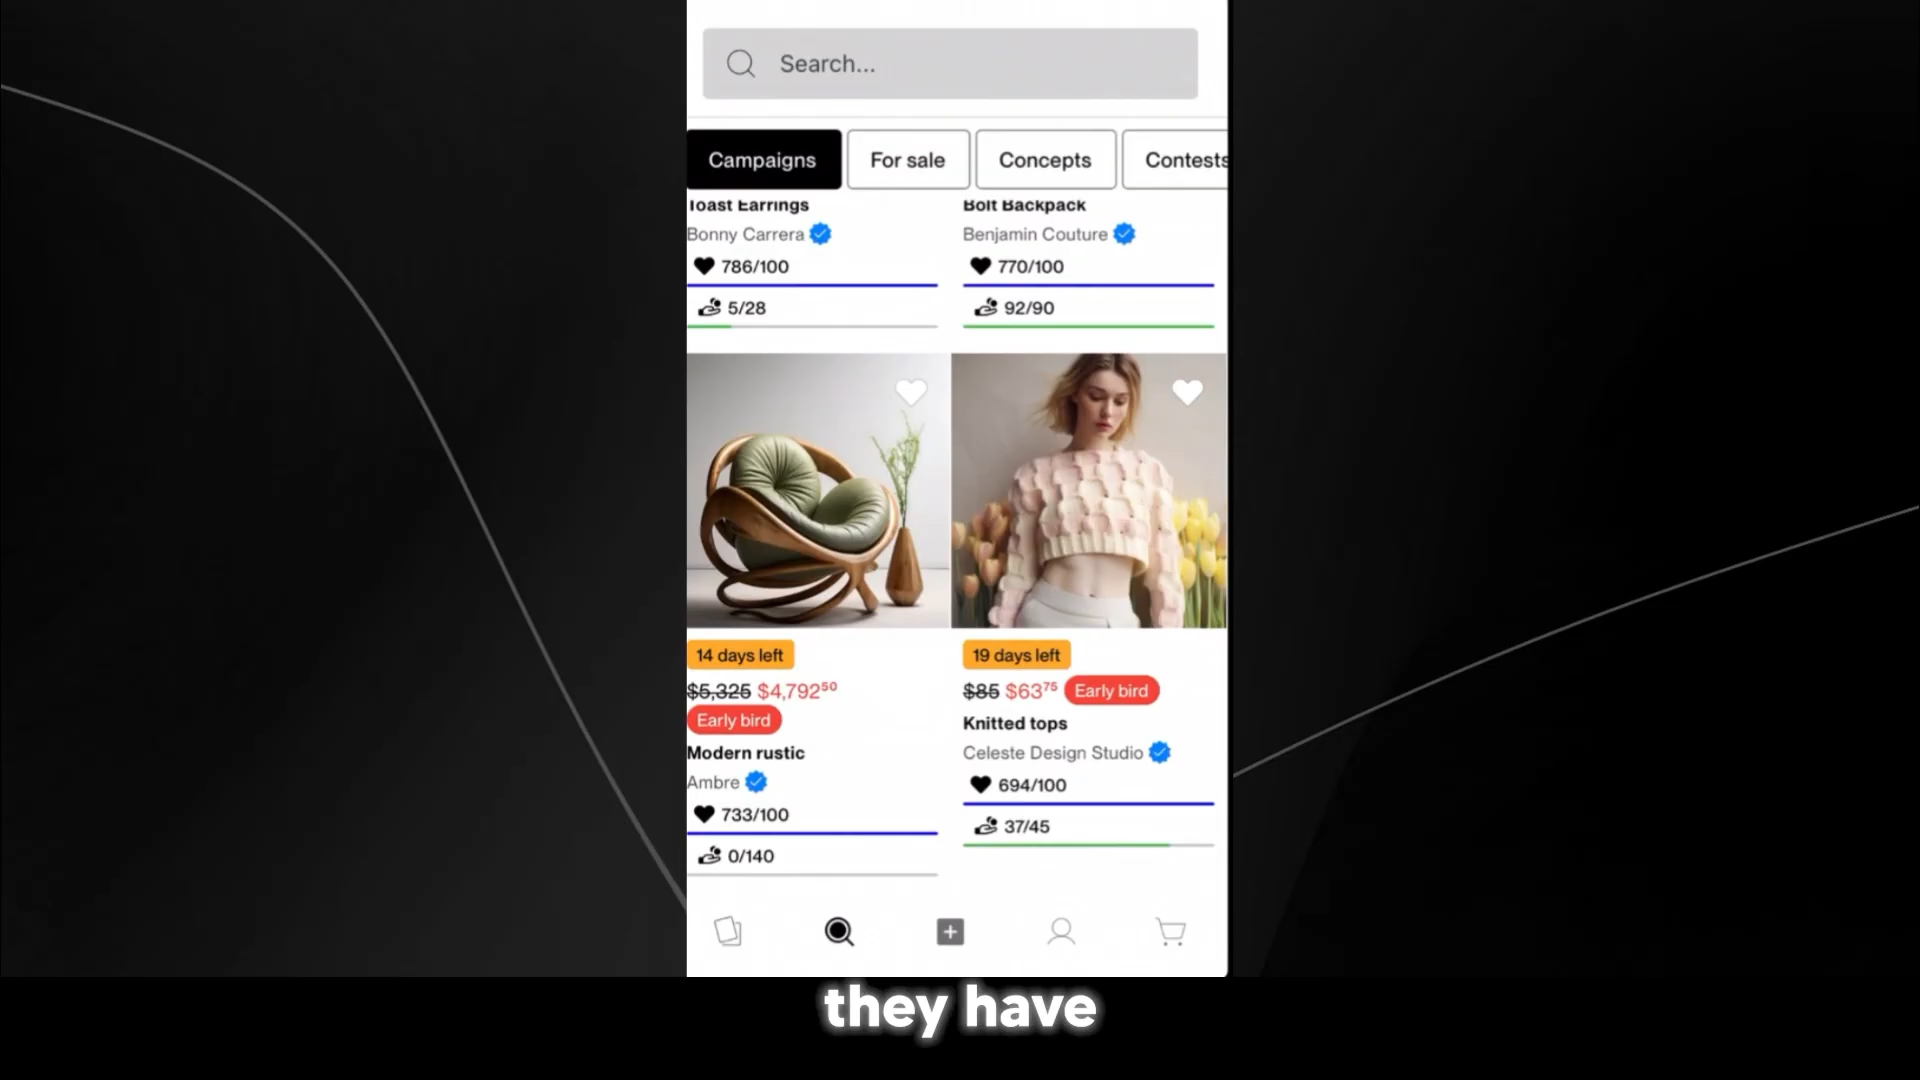 Search...
Campaigns
For sale
Concepts
Contests
Toast Earrings
Bolt Backpack
Bonny Carrera
Benjamin Couture
786/100
770/100
5/28
92/90
14 days left
19 days left
$5,325 $4,792⁵⁰
$85 $63⁷⁵ Early bird
Early bird
Knitted tops
Modern rustic
Celeste Design Studio
Ambre
694/100
733/100
37/45
0/140
they have